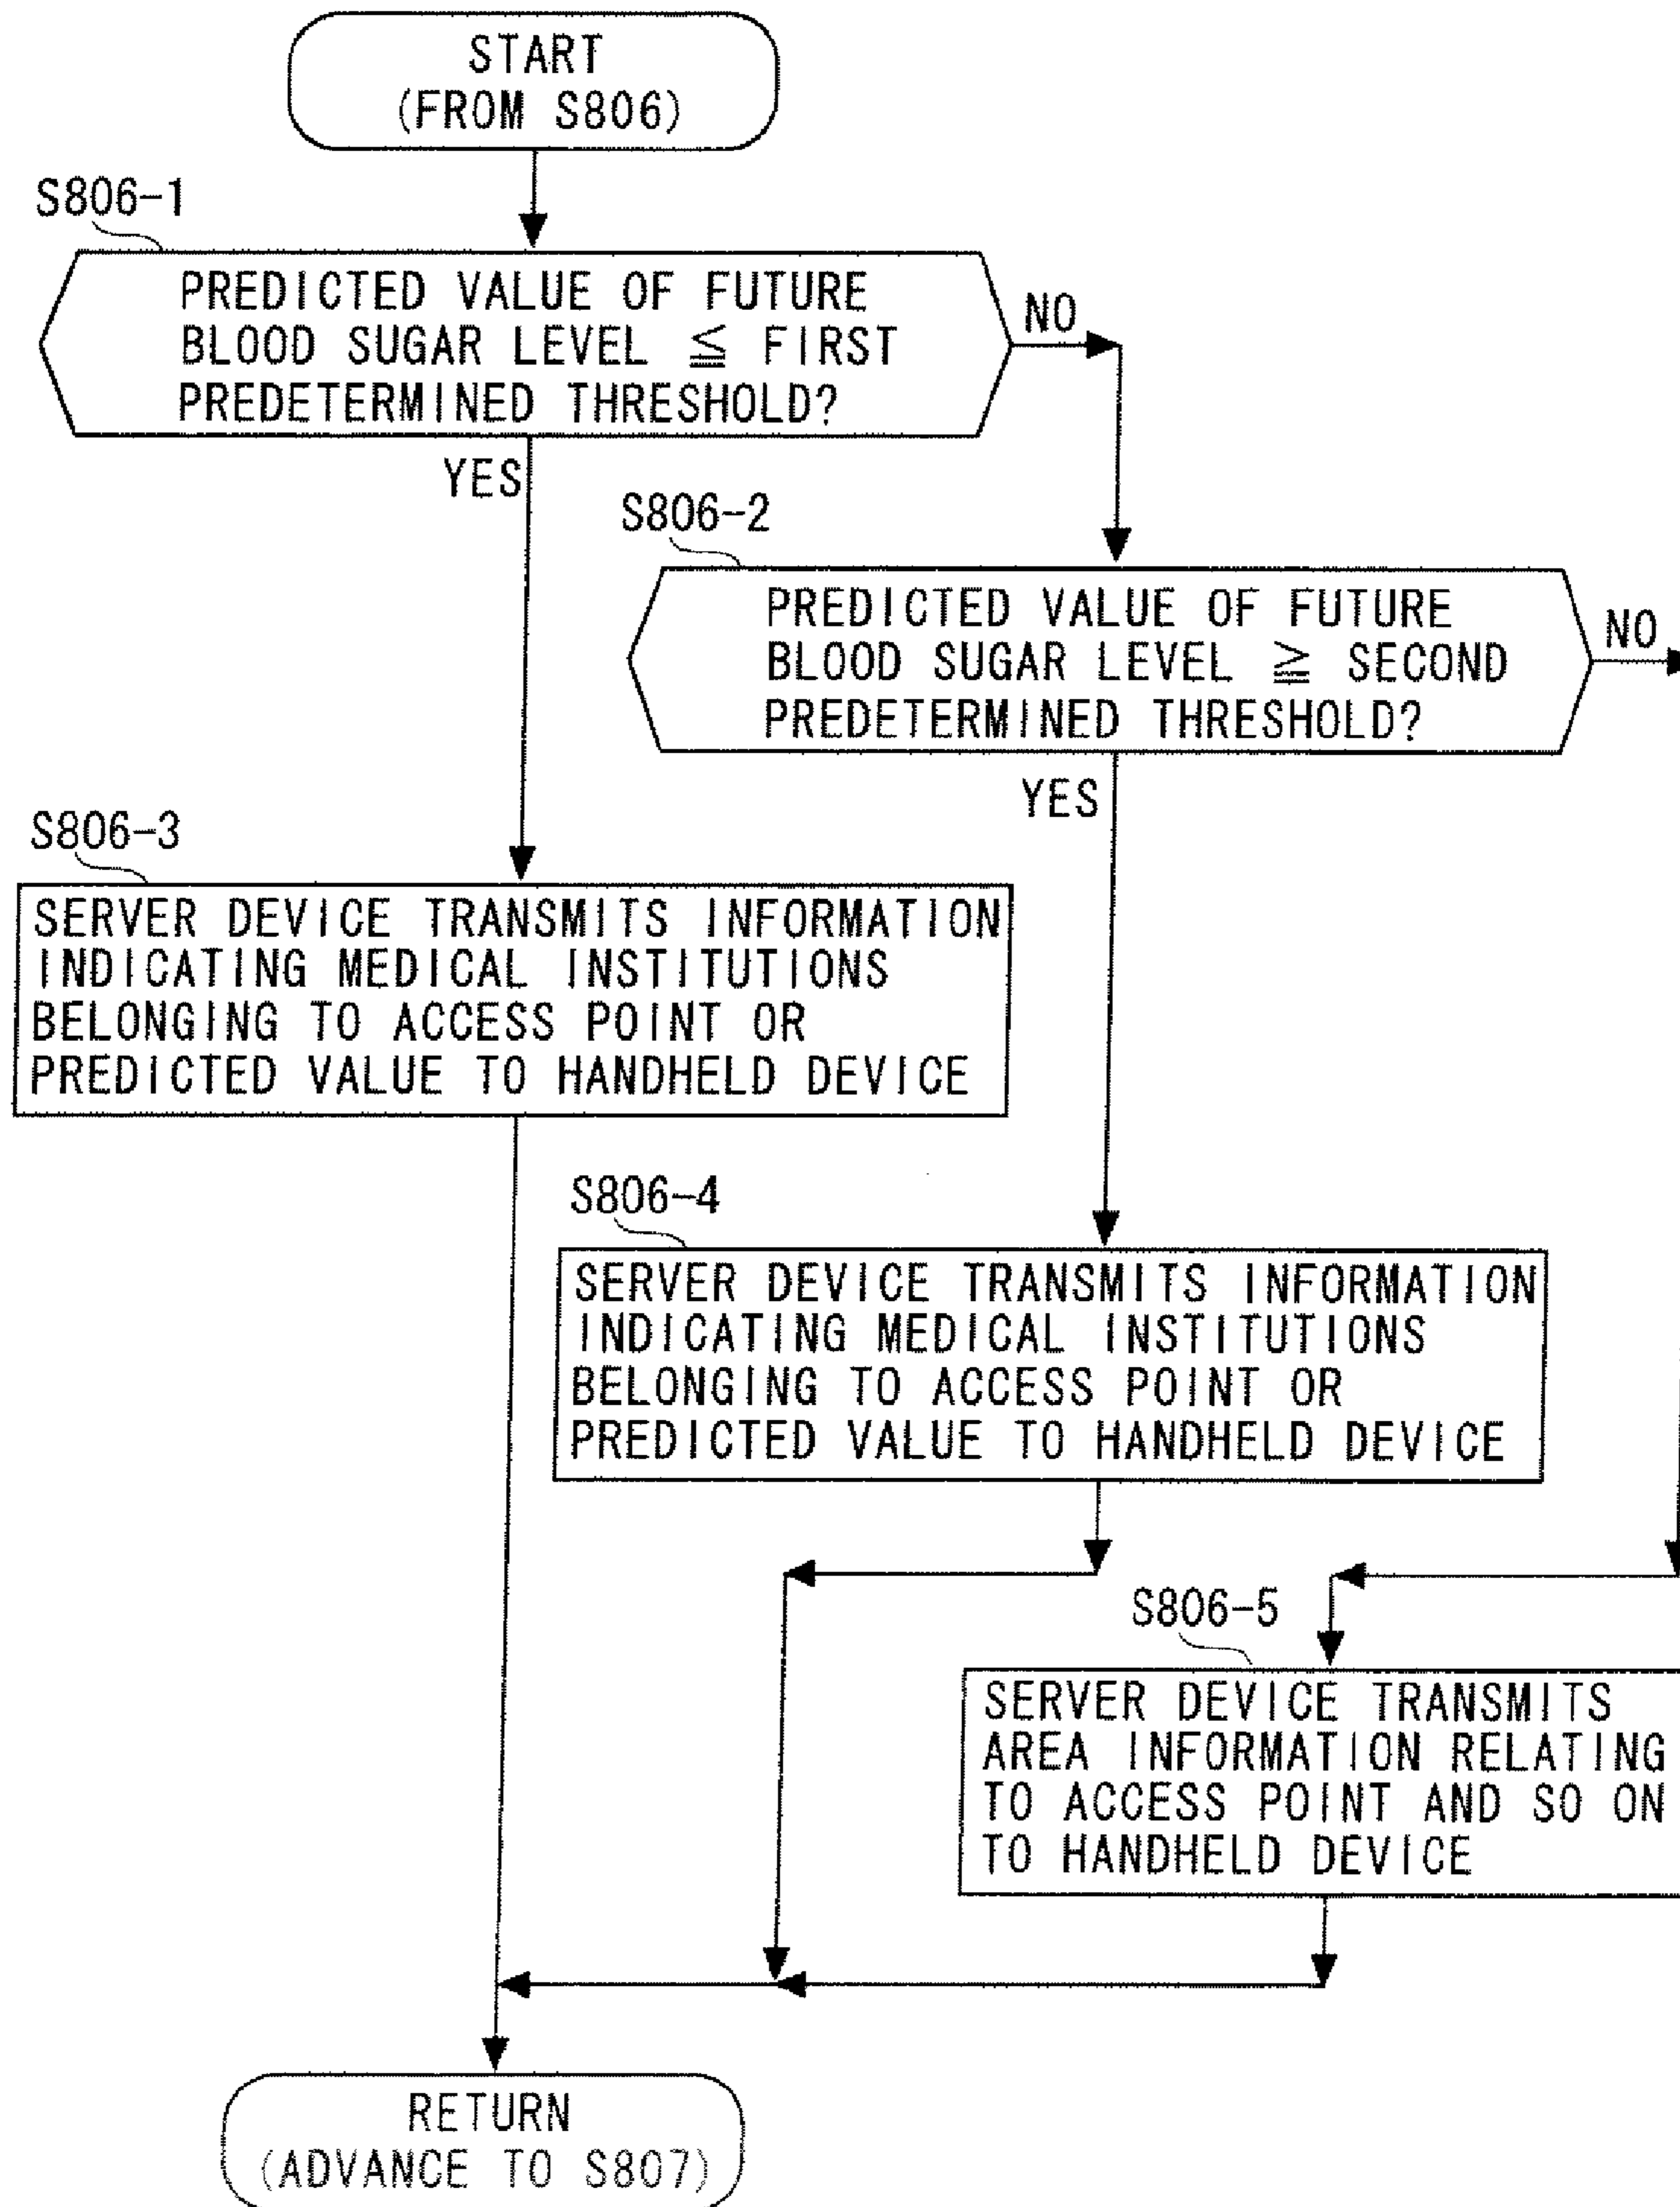 START
(FROM S806)
S806-1
PREDICTED VALUE OF FUTURE
BLOOD SUGAR LEVEL ≦ FIRST
PREDETERMINED THRESHOLD?
NO
YES
S806-2
PREDICTED VALUE OF FUTURE
BLOOD SUGAR LEVEL ≧ SECOND
PREDETERMINED THRESHOLD?
NO
YES
S806-3
SERVER DEVICE TRANSMITS INFORMATION
INDICATING MEDICAL INSTITUTIONS
BELONGING TO ACCESS POINT OR
PREDICTED VALUE TO HANDHELD DEVICE
S806-4
SERVER DEVICE TRANSMITS INFORMATION
INDICATING MEDICAL INSTITUTIONS
BELONGING TO ACCESS POINT OR
PREDICTED VALUE TO HANDHELD DEVICE
S806-5
SERVER DEVICE TRANSMITS
AREA INFORMATION RELATING
TO ACCESS POINT AND SO ON
TO HANDHELD DEVICE
RETURN
(ADVANCE TO S807)